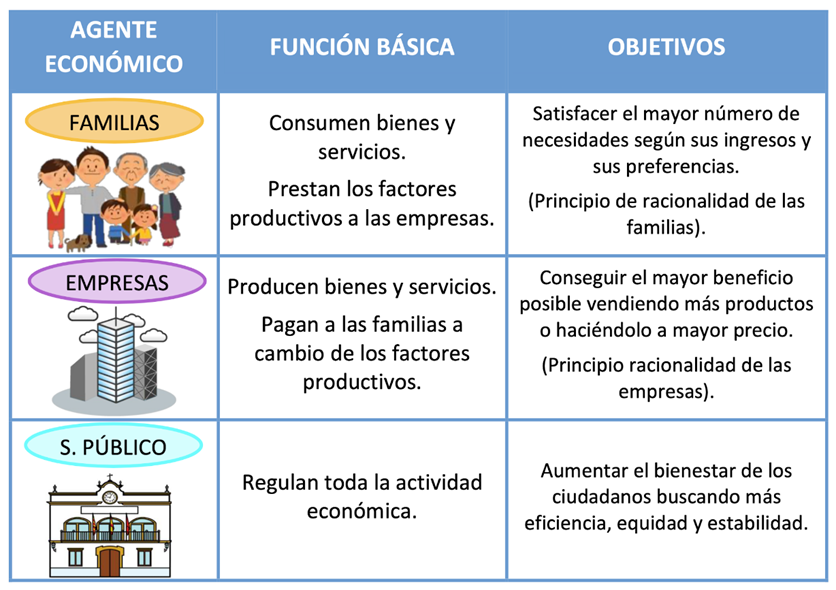 AGENTE
ECONÓMICO
FUNCIÓN BÁSICA
OBJETIVOS
FAMILIAS
Consumen bienes y
servicios.
Prestan los factores
productivos a las empresas.
Satisfacer el mayor número de
necesidades según sus ingresos y
sus preferencias.
(Principio de racionalidad de las
familias).
EMPRESAS
Producen bienes y servicios.
Pagan a las familias a
cambio de los factores
productivos.
Conseguir el mayor beneficio
posible vendiendo más productos
o haciéndolo a mayor precio.
(Principio racionalidad de las
empresas).
S. PÚBLICO
Regulan toda la actividad
económica.
Aumentar el bienestar de los
ciudadanos buscando más
eficiencia, equidad y estabilidad.